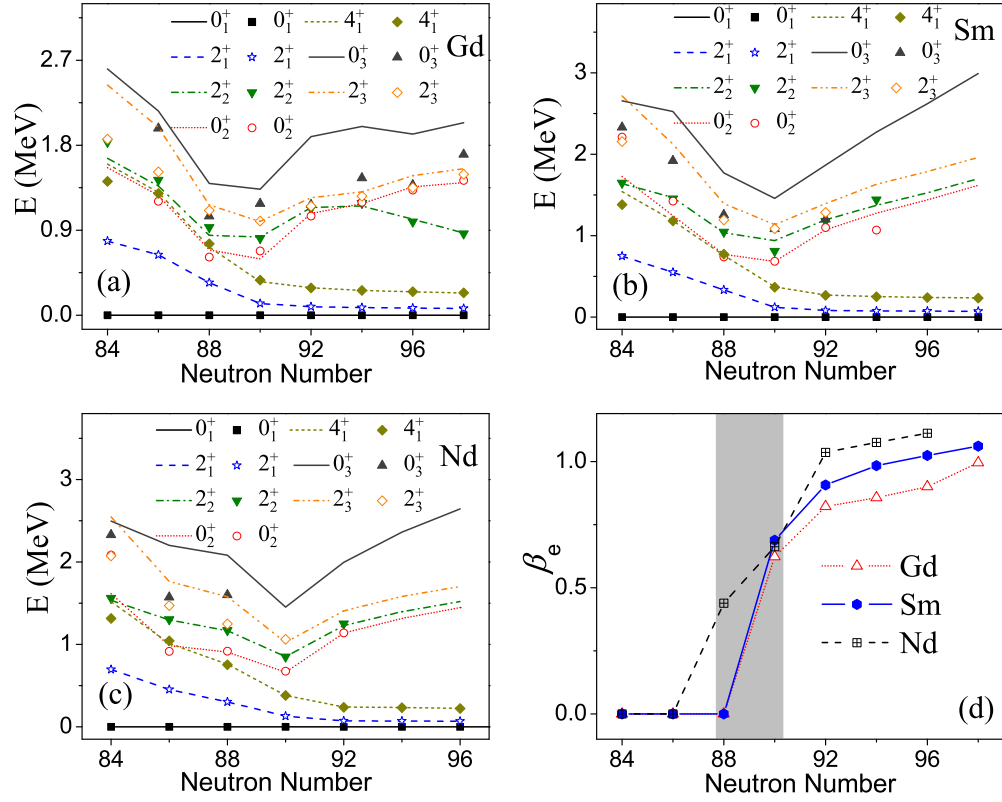 0₁⁺ 0₁⁺ 4₁⁺ 4₁⁺ Gd
2₁⁺ 2₁⁺ 0₃⁺ 0₃⁺
2₂⁺ 2₂⁺ 2₃⁺ 2₃⁺
0₂⁺ 0₂⁺
2.7
1.8
0.9
0.0
E (MeV)
(a)
84 88 92 96
Neutron Number
0₁⁺ 0₁⁺ 4₁⁺ 4₁⁺ Sm
2₁⁺ 2₁⁺ 0₃⁺ 0₃⁺
2₂⁺ 2₂⁺ 2₃⁺ 2₃⁺
0₂⁺ 0₂⁺
3
2
1
0
E (MeV)
(b)
84 88 92 96
Neutron Number
0₁⁺ 0₁⁺ 4₁⁺ 4₁⁺ Nd
2₁⁺ 2₁⁺ 0₃⁺ 0₃⁺
2₂⁺ 2₂⁺ 2₃⁺ 2₃⁺
0₂⁺ 0₂⁺
3
2
1
0
E (MeV)
(c)
84 88 92 96
Neutron Number
1.0
0.5
0.0
βₑ
Gd
Sm
Nd
(d)
84 88 92 96
Neutron Number